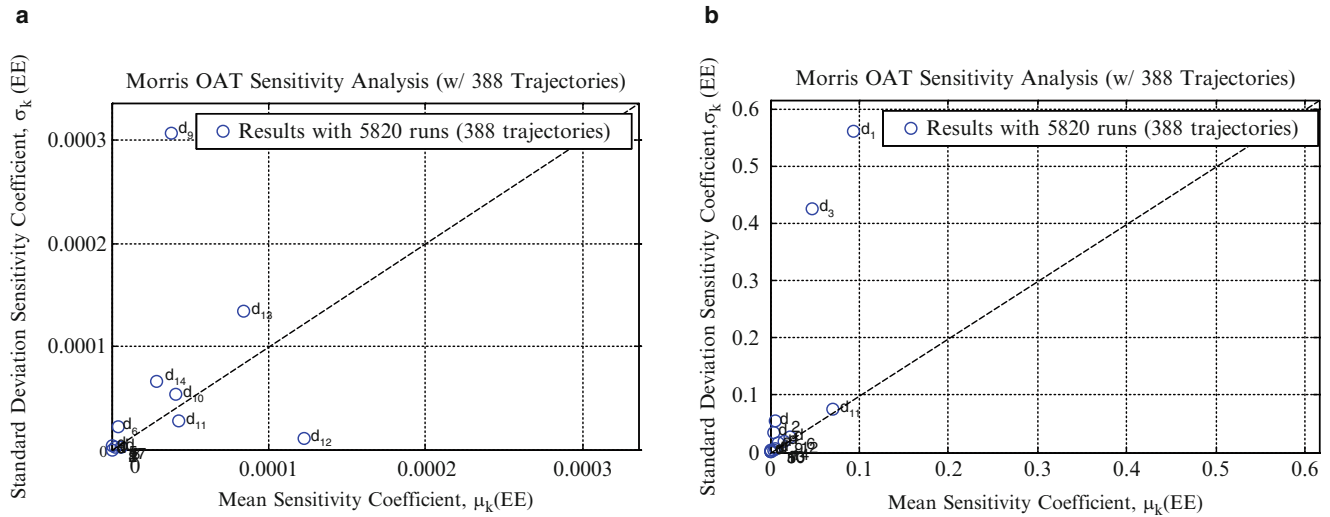 a
Morris OAT Sensitivity Analysis (w/ 388 Trajectories)
Standard Deviation Sensitivity Coefficient, σk (EE)
Results with 5820 runs (388 trajectories)
0.0003
0.0002
0.0001
0
d9
d13
d14
d10
d11
d6
d12
0
0.0001
0.0002
0.0003
Mean Sensitivity Coefficient, μk(EE)
b
Morris OAT Sensitivity Analysis (w/ 388 Trajectories)
Standard Deviation Sensitivity Coefficient,σk (EE)
Results with 5820 runs (388 trajectories)
0.6
0.5
0.4
0.3
0.2
0.1
0
d1
d3
d11
0
0.1
0.2
0.3
0.4
0.5
0.6
Mean Sensitivity Coefficient, μk(EE)